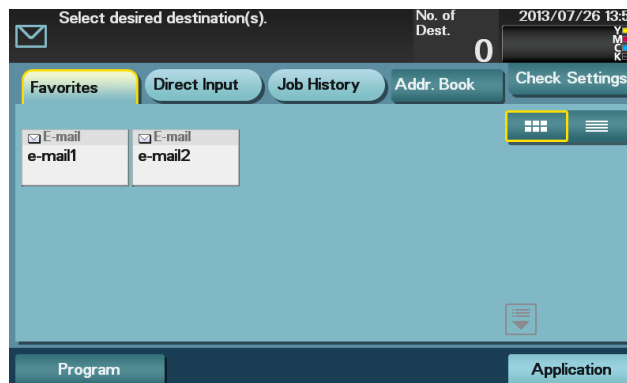 Select desired destination(s).
No. of
Dest.
0
2013/07/26 13:5
Y
M
C
K
Favorites
Direct Input
Job History
Addr. Book
Check Settings
E-mail
e-mail1
E-mail
e-mail2
Program
Application